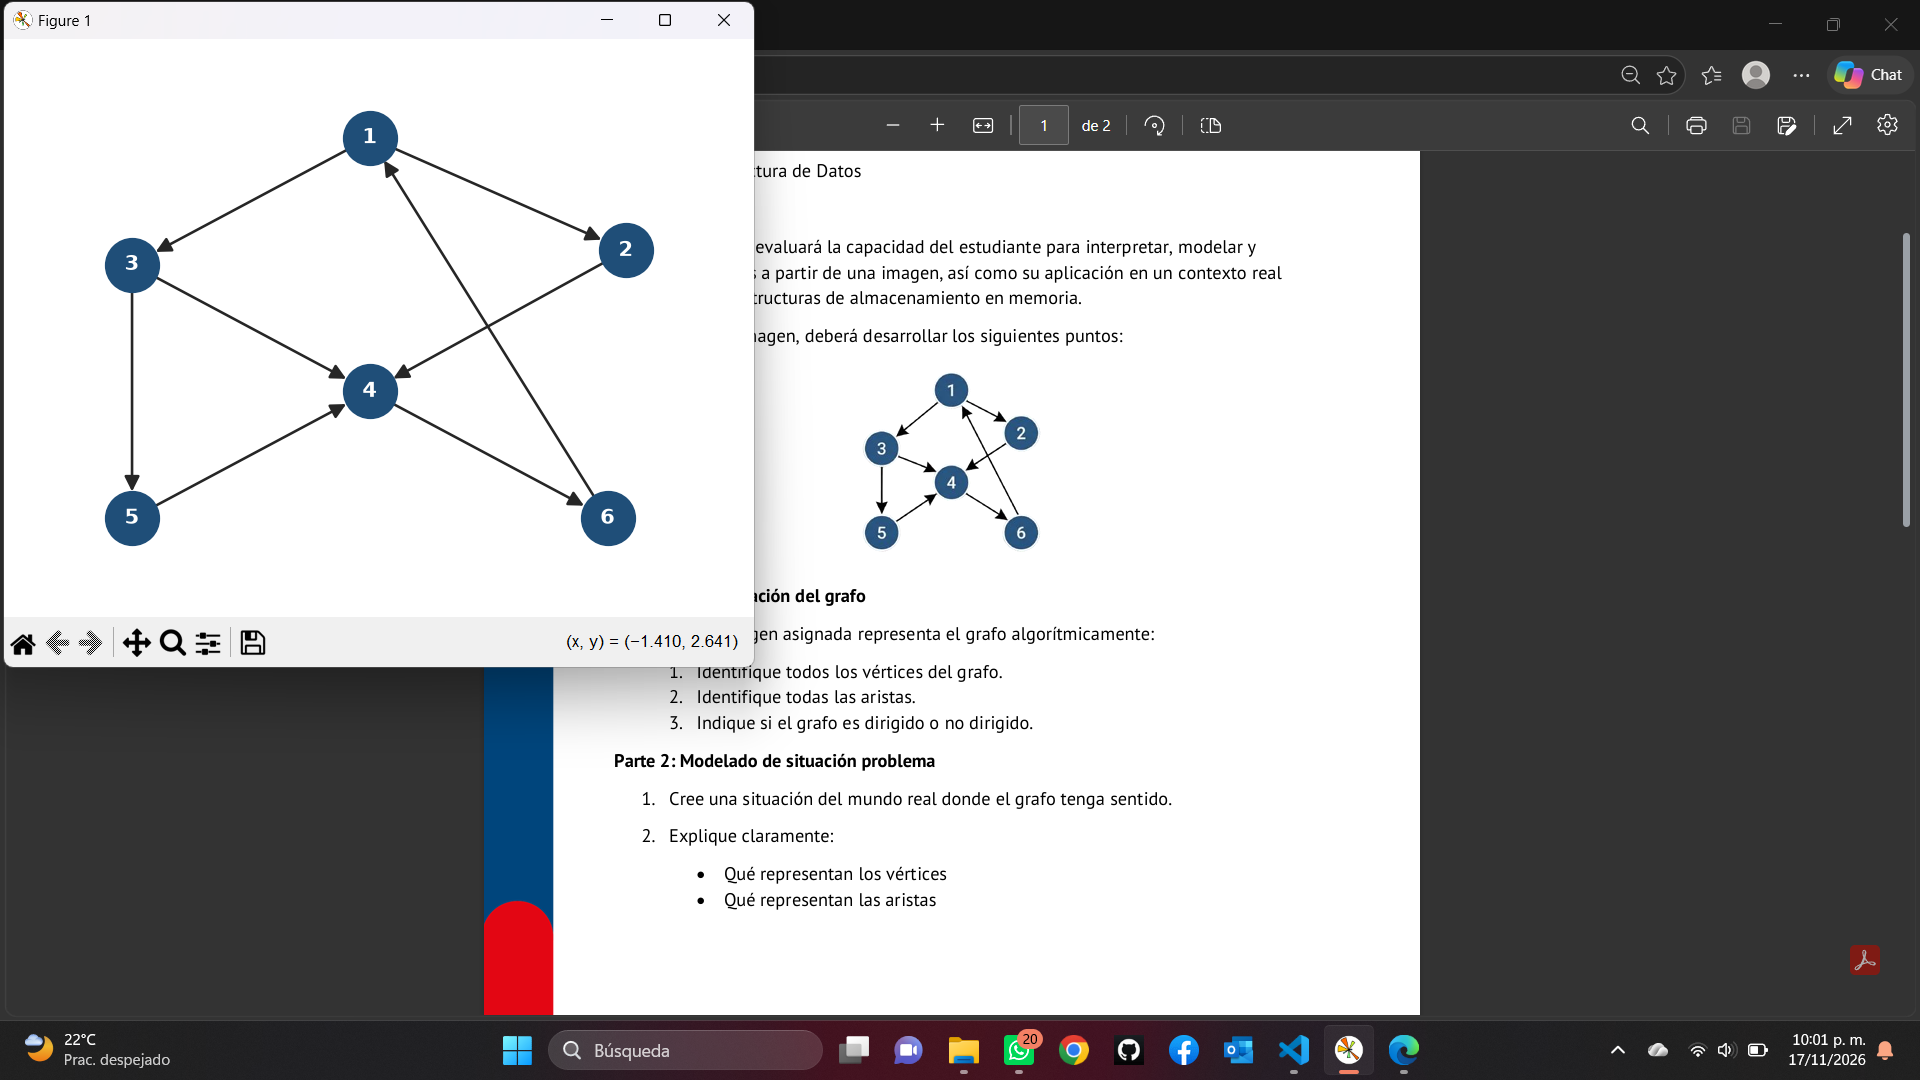 Figure 1
1
2
3
4
5
6
(x, y) = (−1.410, 2.641)
Chat
1 de 2
tura de Datos
evaluará la capacidad del estudiante para interpretar, modelar y
a partir de una imagen, así como su aplicación en un contexto real
tructuras de almacenamiento en memoria.
agen, deberá desarrollar los siguientes puntos:
1
2
3
4
5
6
ación del grafo
gen asignada representa el grafo algorítmicamente:
1. Identifique todos los vértices del grafo.
2. Identifique todas las aristas.
3. Indique si el grafo es dirigido o no dirigido.
Parte 2: Modelado de situación problema
1. Cree una situación del mundo real donde el grafo tenga sentido.
2. Explique claramente:
• Qué representan los vértices
• Qué representan las aristas
22°C
Prac. despejado
Búsqueda
20
10:01 p. m.
17/11/2026